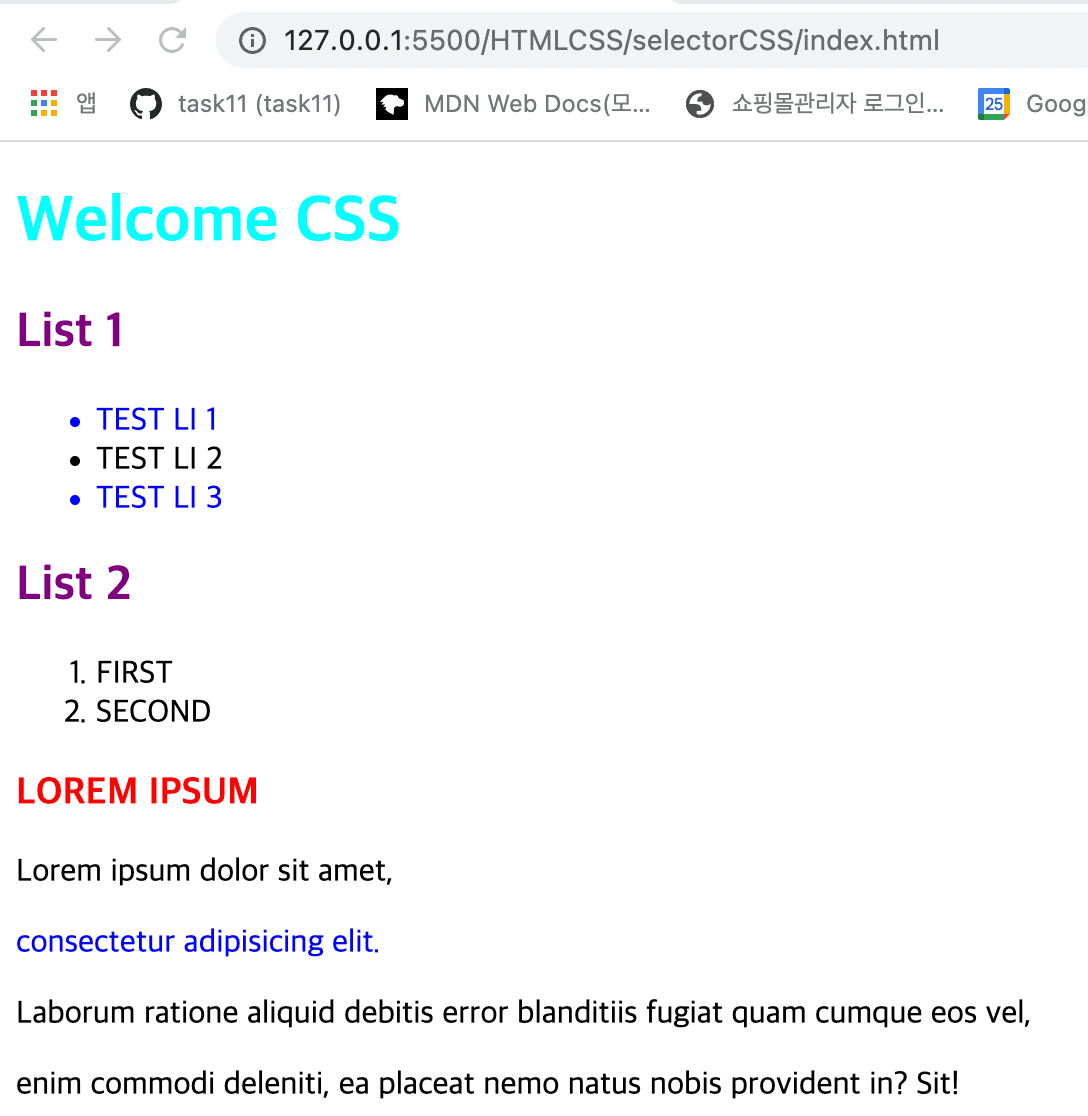 127.0.0.1:5500/HTMLCSS/selectorCSS/index.html
앱 task11 (task11) MDN Web Docs(모... 쇼핑몰관리자 로그인... 25 Goog
Welcome CSS
List 1
• TEST LI 1
• TEST LI 2
• TEST LI 3
List 2
1. FIRST
2. SECOND
LOREM IPSUM
Lorem ipsum dolor sit amet,
consectetur adipisicing elit.
Laborum ratione aliquid debitis error blanditiis fugiat quam cumque eos vel,
enim commodi deleniti, ea placeat nemo natus nobis provident in? Sit!